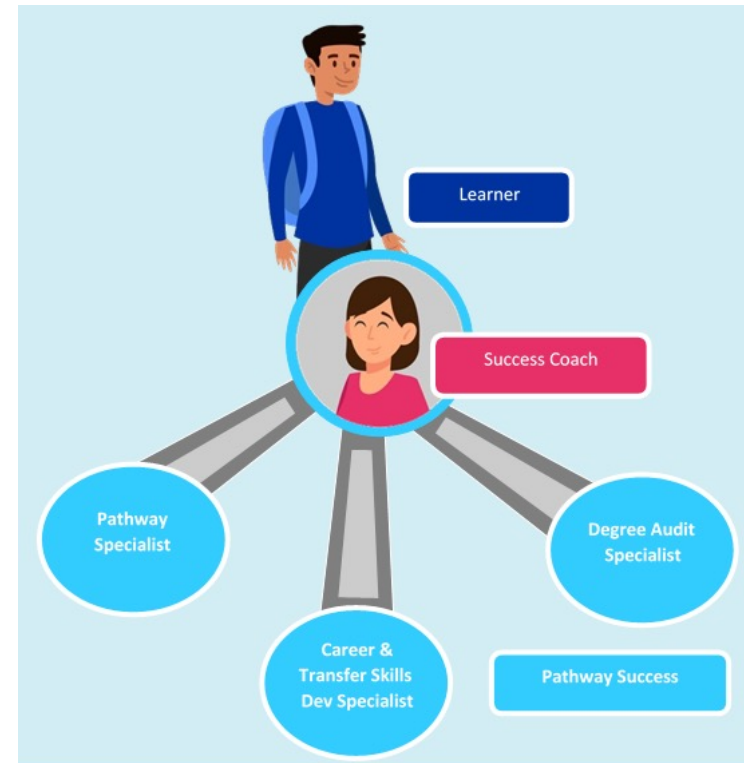 Learner
Success Coach
Pathway
Specialist
Degree Audit
Specialist
Career &
Transfer Skills
Dev Specialist
Pathway Success